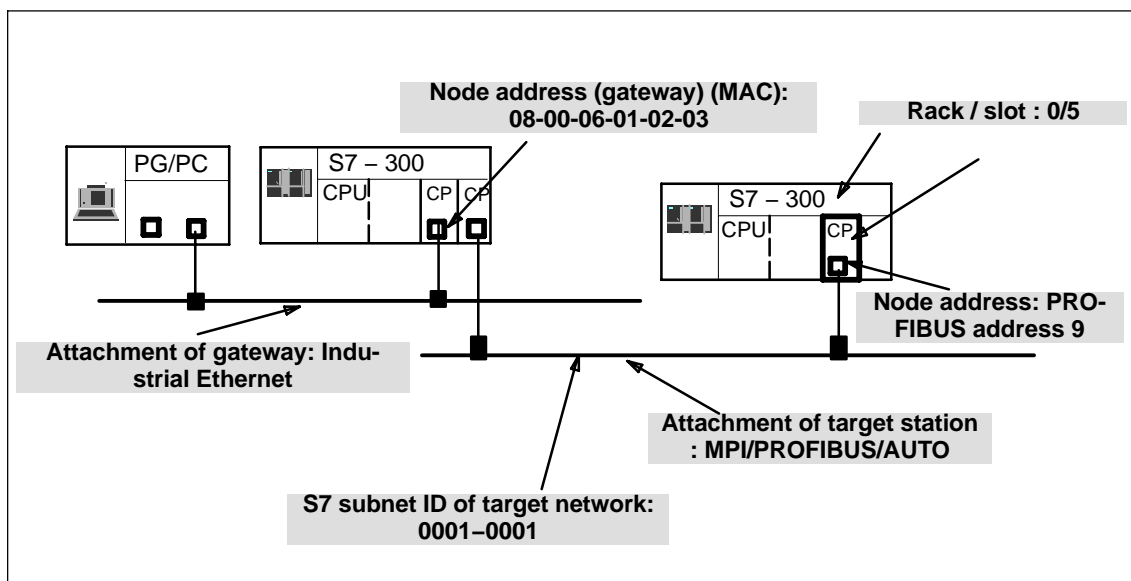 Node address (gateway) (MAC):
08-00-06-01-02-03
Rack / slot : 0/5
PG/PC
S7 – 300
CPU
CP
CP
S7 – 300
CPU
CP
Node address: PRO-
FIBUS address 9
Attachment of gateway: Indu-
strial Ethernet
Attachment of target station
: MPI/PROFIBUS/AUTO
S7 subnet ID of target network:
0001–0001